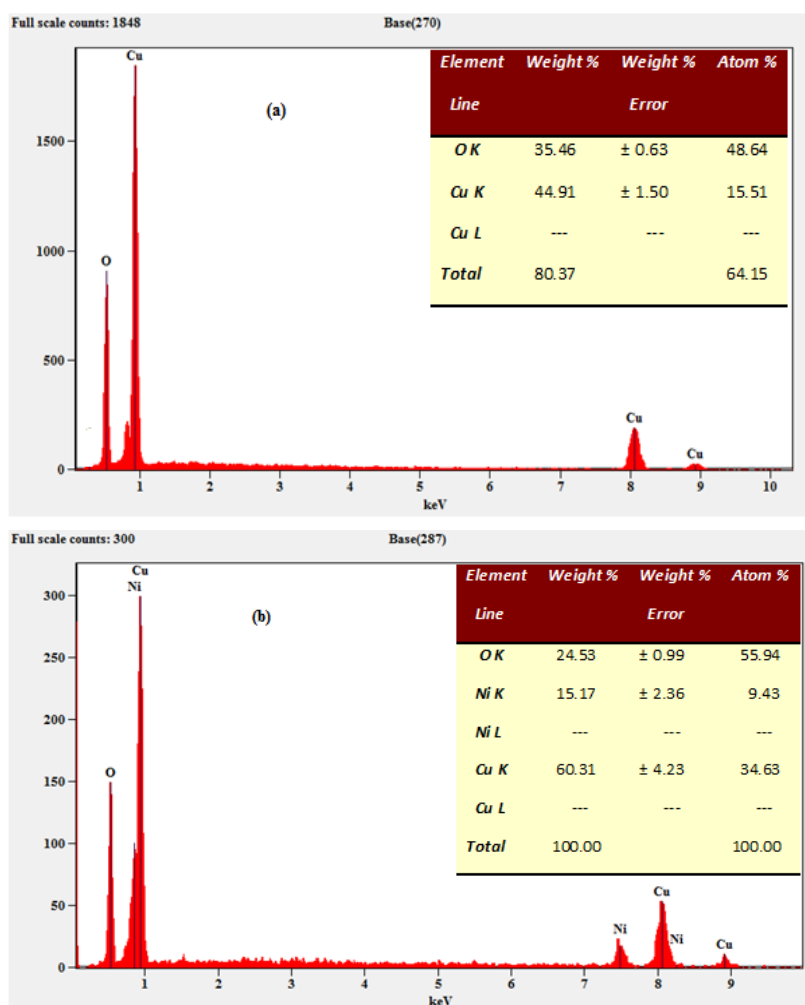 Full scale counts: 1848 Base(270)
Cu
(a)
1500
O
1000
500
Cu
Cu
0
1 2 3 4 5 6 7 8 9 10
keV
Element Weight % Weight % Atom %
Line Error
O K 35.46 ± 0.63 48.64
Cu K 44.91 ± 1.50 15.51
Cu L --- --- ---
Total 80.37 64.15
Full scale counts: 300 Base(287)
Cu
Ni
(b)
300
250
200
O
150
100
50
Cu
Ni
Ni
Cu
0
1 2 3 4 5 6 7 8 9
keV
Element Weight % Weight % Atom %
Line Error
O K 24.53 ± 0.99 55.94
Ni K 15.17 ± 2.36 9.43
Ni L --- --- ---
Cu K 60.31 ± 4.23 34.63
Cu L --- --- ---
Total 100.00 100.00